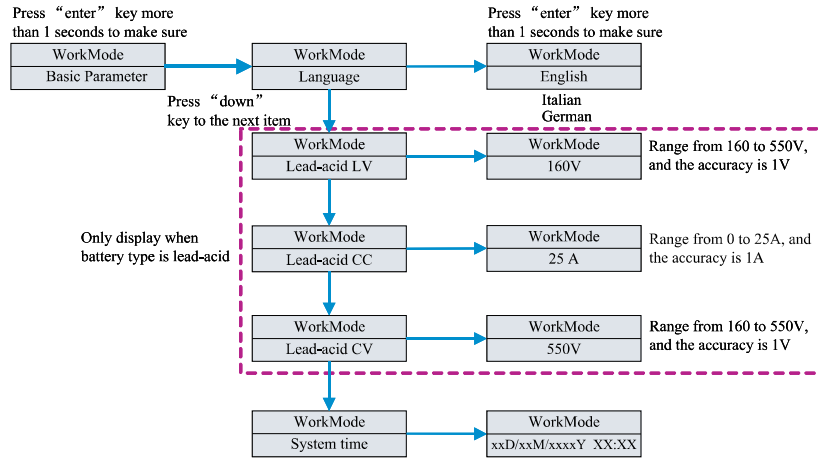 Press “enter” key more
than 1 seconds to make sure
Press “enter” key more
than 1 seconds to make sure
WorkMode
Basic Parameter
WorkMode
Language
WorkMode
English
Italian
German
Press “down”
key to the next item
WorkMode
Lead-acid LV
WorkMode
160V
Range from 160 to 550V,
and the accuracy is 1V
Only display when
battery type is lead-acid
WorkMode
Lead-acid CC
WorkMode
25 A
Range from 0 to 25A, and
the accuracy is 1A
WorkMode
Lead-acid CV
WorkMode
550V
Range from 160 to 550V,
and the accuracy is 1V
WorkMode
System time
WorkMode
xxD/xxM/xxxxY XX:XX